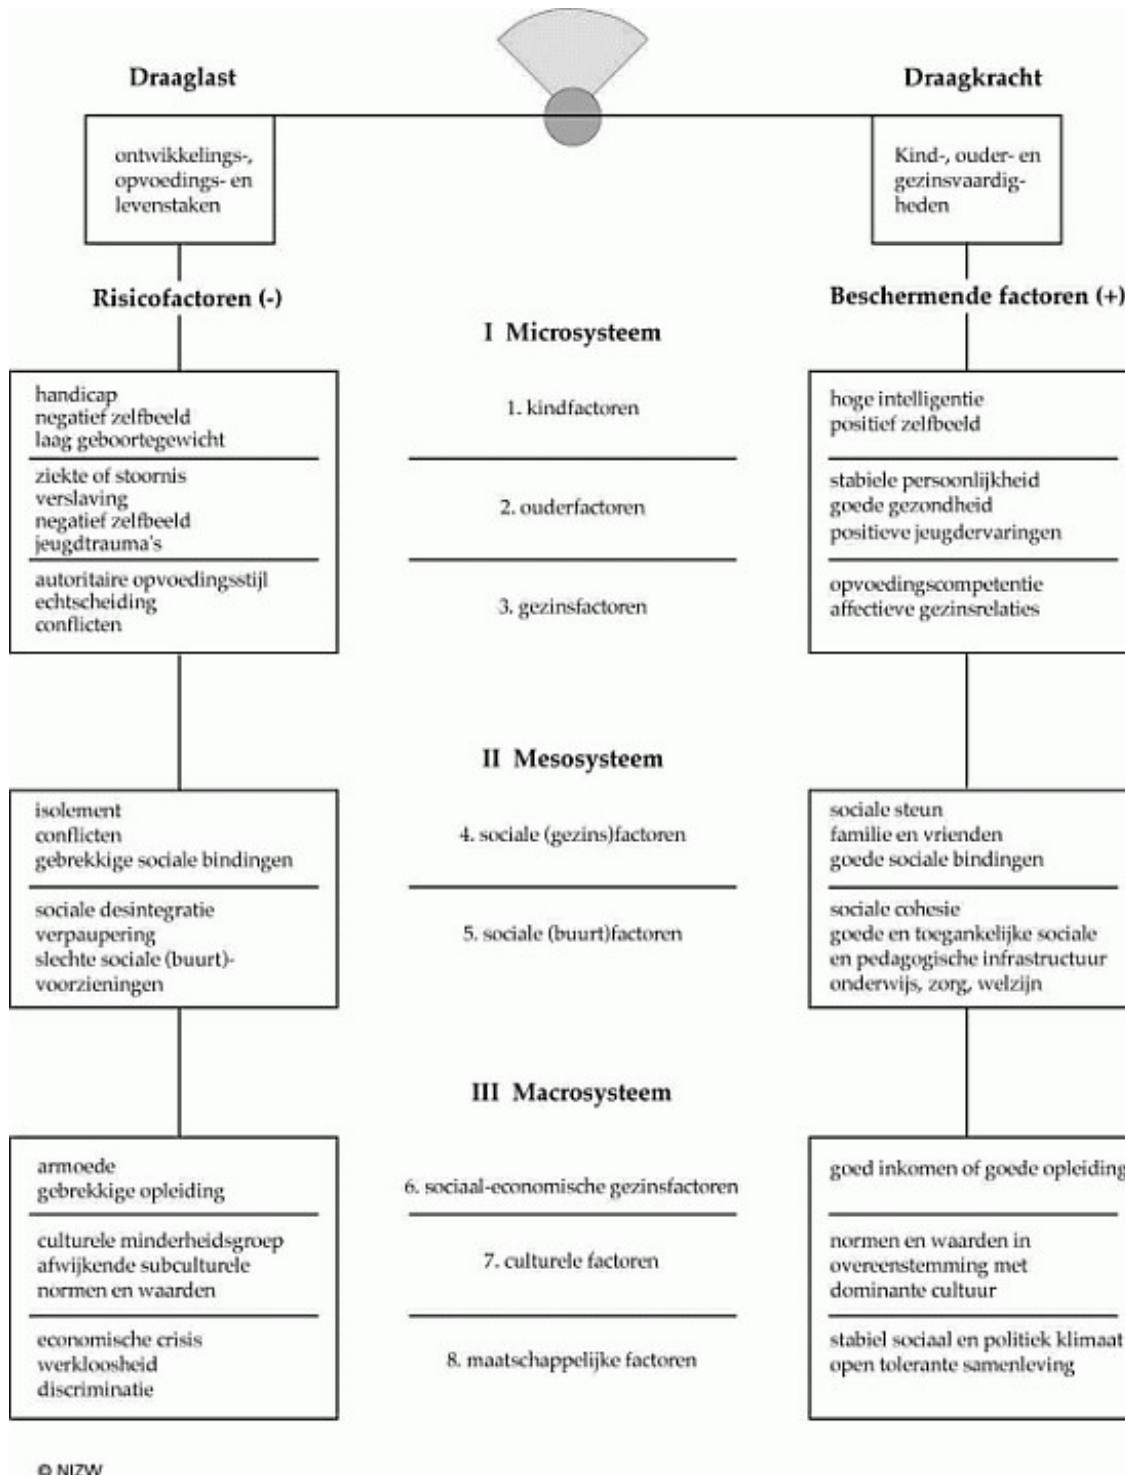 Draaglast
Draagkracht
ontwikkelings-,
opvoedings- en
levenstaken
Kind-, ouder- en
gezinsvaardig-
heden
Risicofactoren (-)
Beschermende factoren (+)
I Microsysteem
handicap
negatief zelfbeeld
laag geboortegewicht
1. kindfactoren
hoge intelligentie
positief zelfbeeld
ziekte of stoornis
verslaving
negatief zelfbeeld
jeugdtrauma's
2. ouderfactoren
stabiele persoonlijkheid
goede gezondheid
positieve jeugdervaringen
autoritaire opvoedingsstijl
echtscheiding
conflicten
3. gezinsfactoren
opvoedingscompetentie
affectieve gezinsrelaties
II Mesosysteem
isolement
conflicten
gebrekkige sociale bindingen
4. sociale (gezins)factoren
sociale steun
familie en vrienden
goede sociale bindingen
sociale desintegratie
verpaupering
slechte sociale (buurt)-
voorzieningen
5. sociale (buurt)factoren
sociale cohesie
goede en toegankelijke sociale
en pedagogische infrastructuur
onderwijs, zorg, welzijn
III Macrosysteem
armoede
gebrekkige opleiding
6. sociaal-economische gezinsfactoren
goed inkomen of goede opleiding
culturele minderheidsgroep
afwijkende subculturele
normen en waarden
7. culturele factoren
normen en waarden in
overeenstemming met
dominante cultuur
economische crisis
werkloosheid
discriminatie
8. maatschappelijke factoren
stabiel sociaal en politiek klimaat
open tolerante samenleving
© NIZW